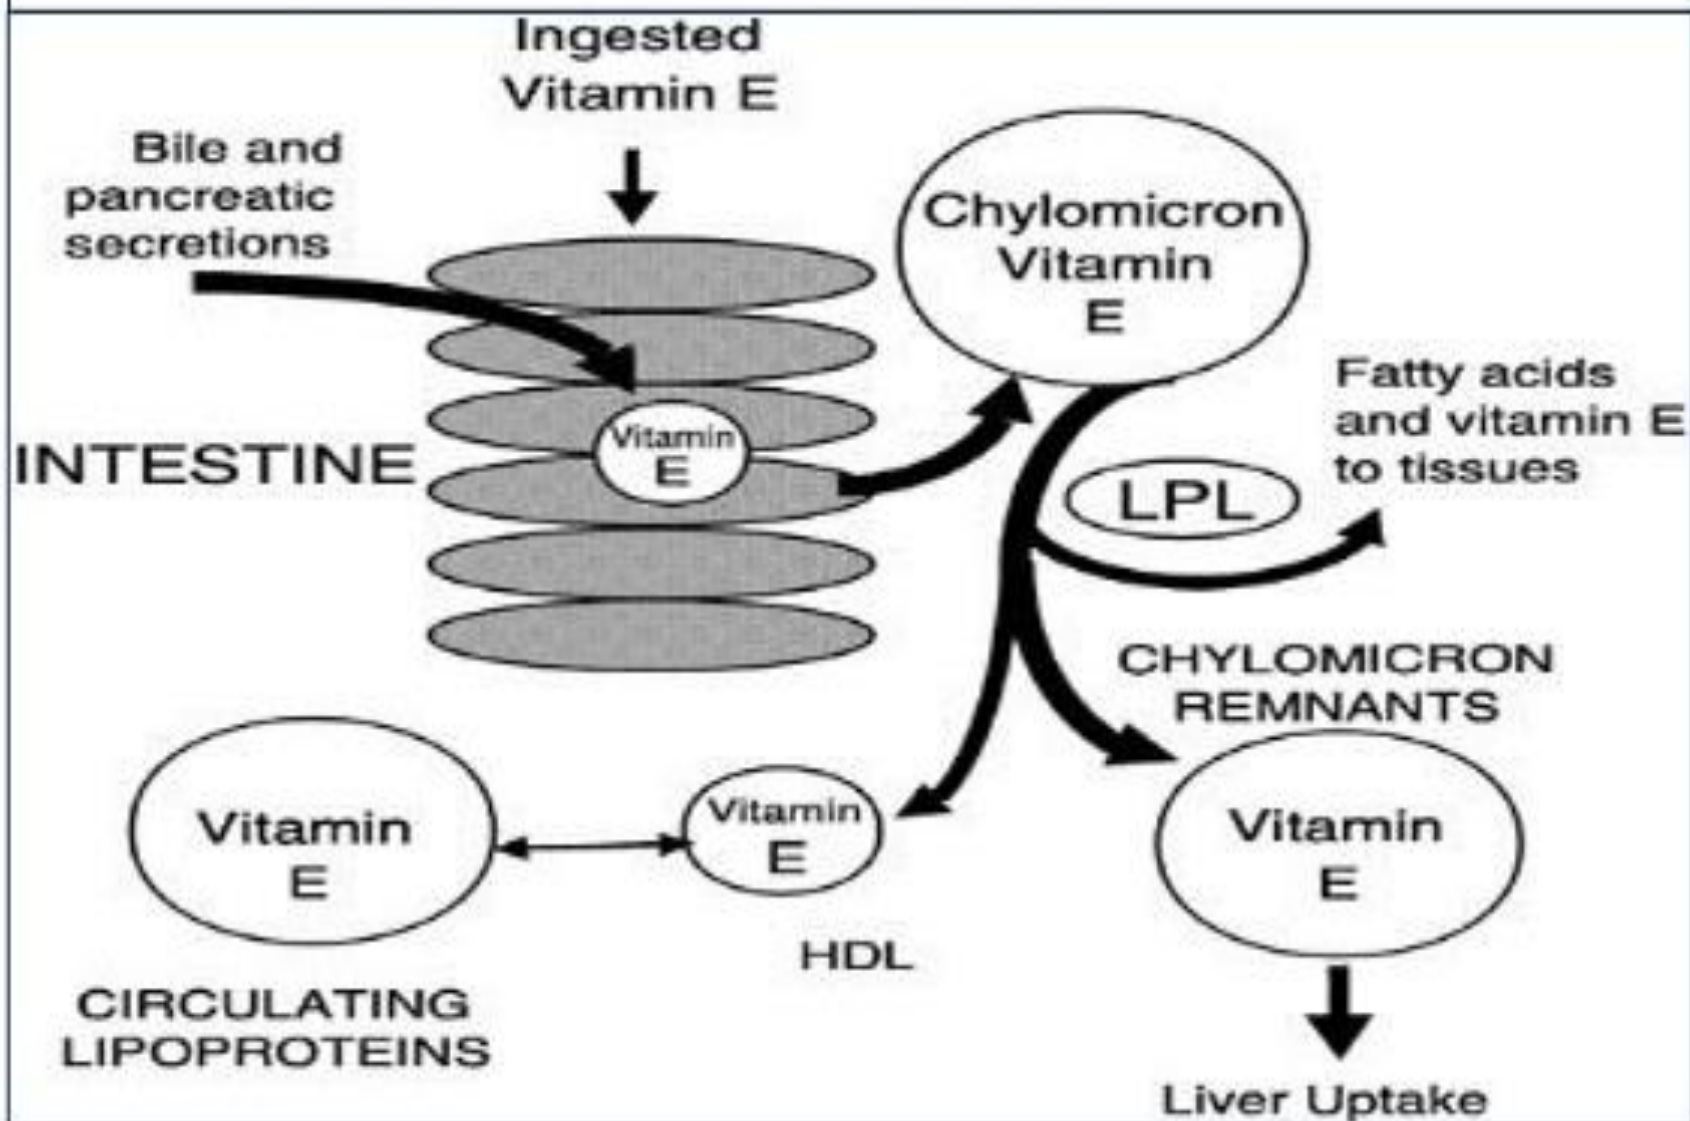 Ingested
Vitamin E
Bile and
pancreatic
secretions
Chylomicron
Vitamin
E
Fatty acids
and vitamin E
to tissues
INTESTINE
Vitamin
E
LPL
CHYLOMICRON
REMNANTS
Vitamin
E
Vitamin
E
Vitamin
E
HDL
CIRCULATING
LIPOPROTEINS
Liver Uptake